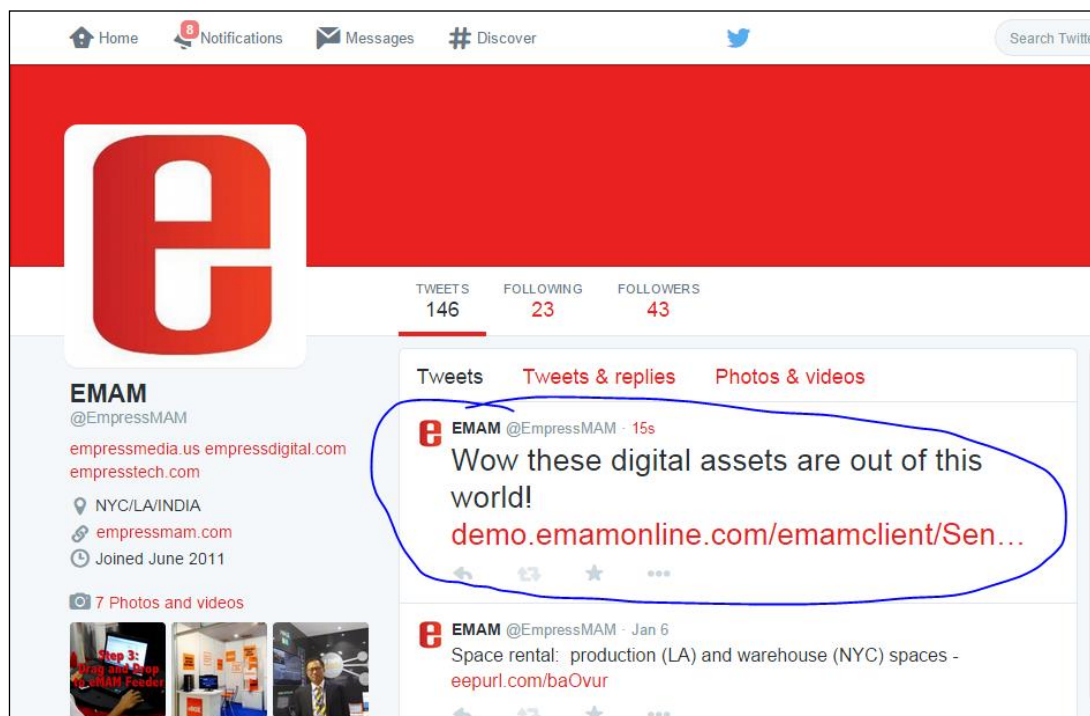 Home
8
Notifications
Messages
# Discover
Search Twitt
e
TWEETS
146
FOLLOWING
23
FOLLOWERS
43
EMAM
@EmpressMAM
empressmedia.us empressdigital.com
empresstech.com
NYC/LA/INDIA
empressmam.com
Joined June 2011
7 Photos and videos
Step 3:
Drag and Drop
to eMAM Feeder
Tweets
Tweets & replies
Photos & videos
e
EMAM @EmpressMAM · 15s
Wow these digital assets are out of this
world!
demo.emamonline.com/emamclient/Sen...
e
EMAM @EmpressMAM · Jan 6
Space rental: production (LA) and warehouse (NYC) spaces -
eepurl.com/baOvur